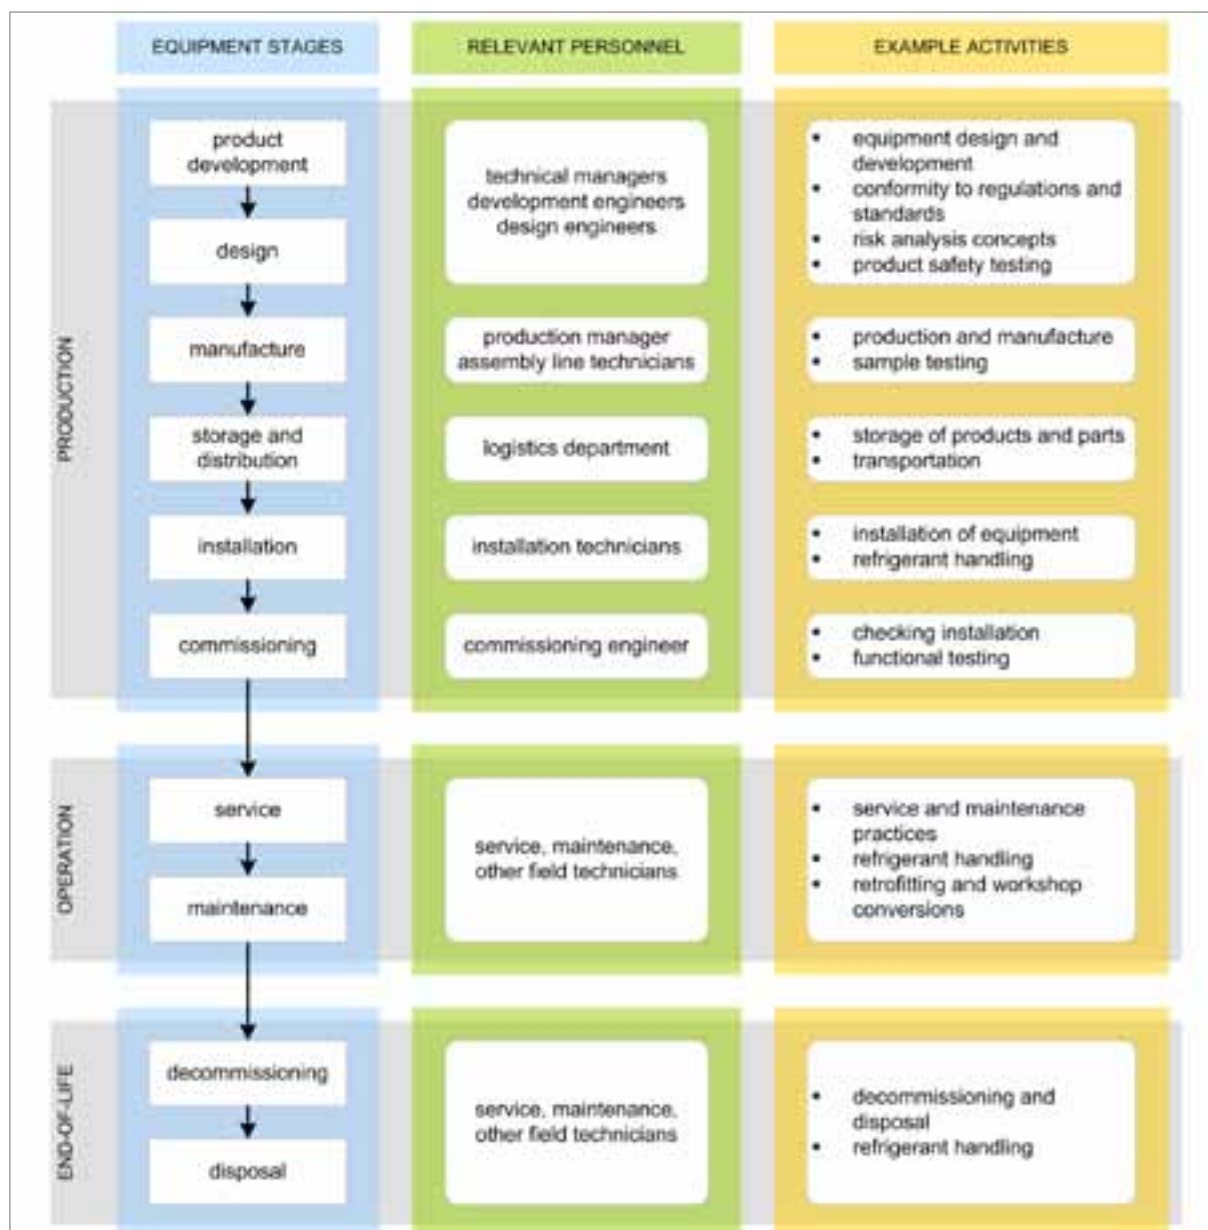 EQUIPMENT STAGES
RELEVANT PERSONNEL
EXAMPLE ACTIVITIES
PRODUCTION
product
development
technical managers
development engineers
design engineers
• equipment design and
development
• conformity to regulations and
standards
• risk analysis concepts
• product safety testing
design
manufacture
production manager
assembly line technicians
• production and manufacture
• sample testing
storage and
distribution
logistics department
• storage of products and parts
• transportation
installation
installation technicians
• installation of equipment
• refrigerant handling
commissioning
commissioning engineer
• checking installation
• functional testing
OPERATION
service
maintenance
service, maintenance,
other field technicians
• service and maintenance
practices
• refrigerant handling
• retrofitting and workshop
conversions
END-OF-LIFE
decommissioning
disposal
service, maintenance,
other field technicians
• decommissioning and
disposal
• refrigerant handling